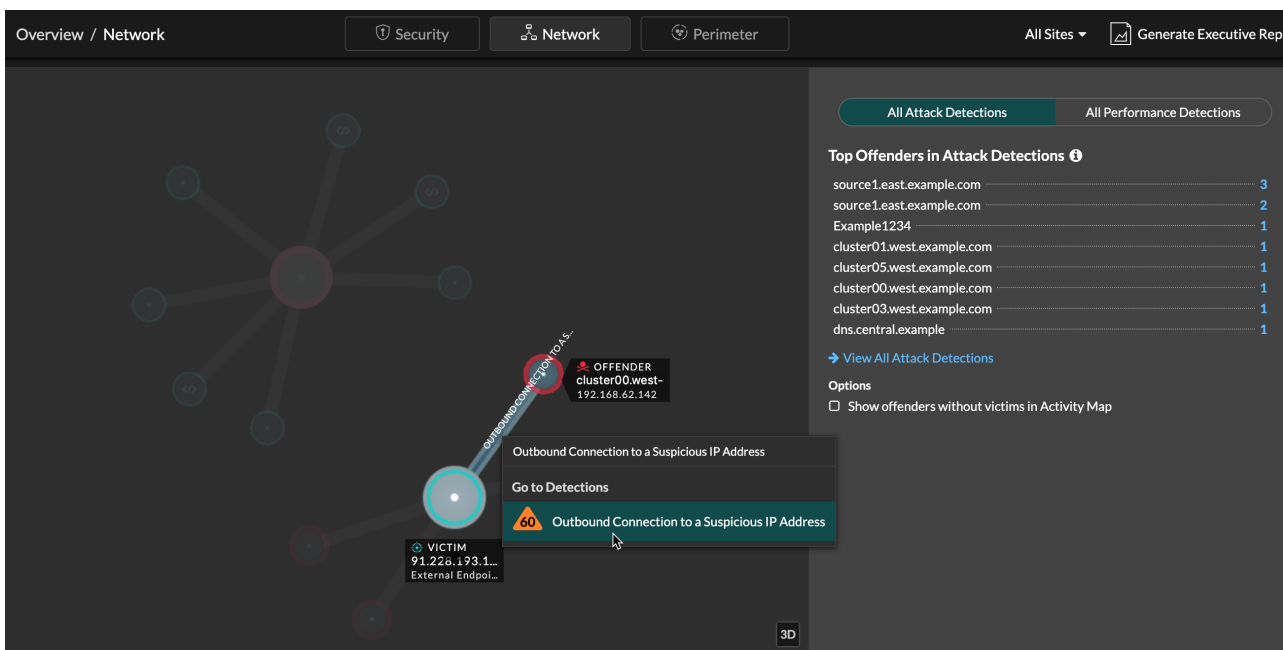 Overview / Network
Security
Network
Perimeter
All Sites
Generate Executive Rep
All Attack Detections
All Performance Detections
Top Offenders in Attack Detections
source1.east.example.com 3
source1.east.example.com 2
Example1234 1
cluster01.west.example.com 1
cluster05.west.example.com 1
cluster00.west.example.com 1
cluster03.west.example.com 1
dns.central.example 1
View All Attack Detections
Options
Show offenders without victims in Activity Map
OUTBOUND CONNECTION TO A S...
OFFENDER
cluster00.west-
192.168.62.142
Outbound Connection to a Suspicious IP Address
Go to Detections
60 Outbound Connection to a Suspicious IP Address
VICTIM
91.228.193.1...
External Endpoi...
3D